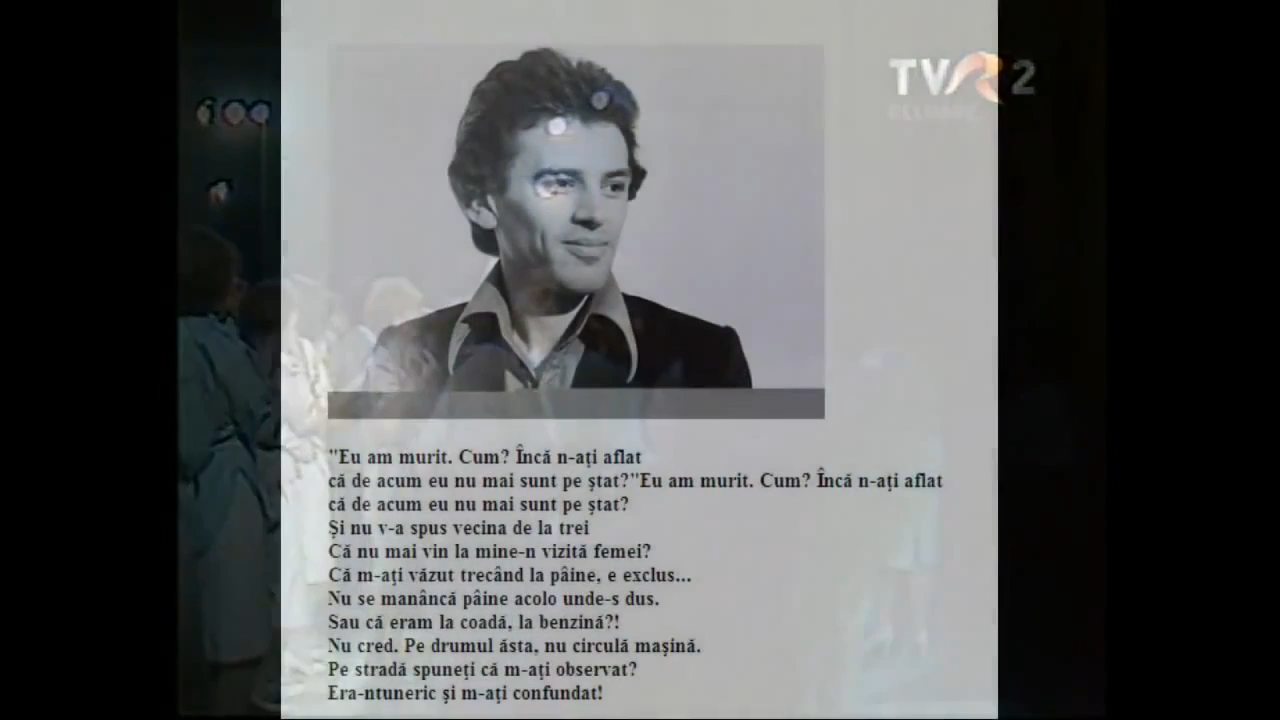 TVR 2
"Eu am murit. Cum? Încă n-ați aflat
că de acum eu nu mai sunt pe ștat?"Eu am murit. Cum? Încă n-ați aflat
că de acum eu nu mai sunt pe ștat?
Și nu v-a spus vecina de la trei
Că nu mai vin la mine-n vizită femei?
Că m-ați văzut trecând la pâine, e exclus...
Nu se manâncă pâine acolo unde-s dus.
Sau că eram la coadă, la benzină?!
Nu cred. Pe drumul ăsta, nu circulă mașină.
Pe stradă spuneți că m-ați observat?
Era-ntuneric și m-ați confundat!